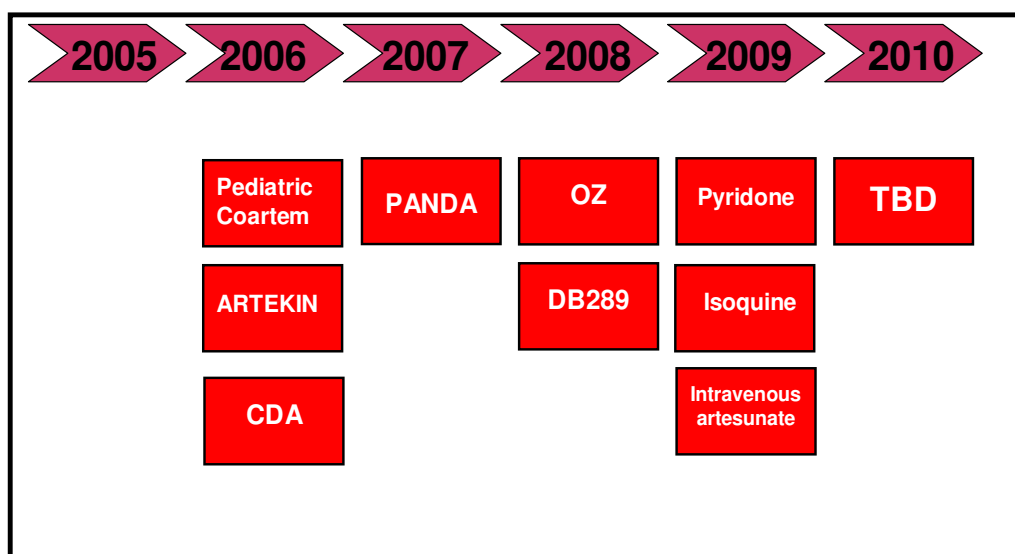 2005 2006 2007 2008 2009 2010
Pediatric
Coartem
PANDA
OZ
Pyridone
TBD
ARTEKIN
DB289
Isoquine
CDA
Intravenous
artesunate